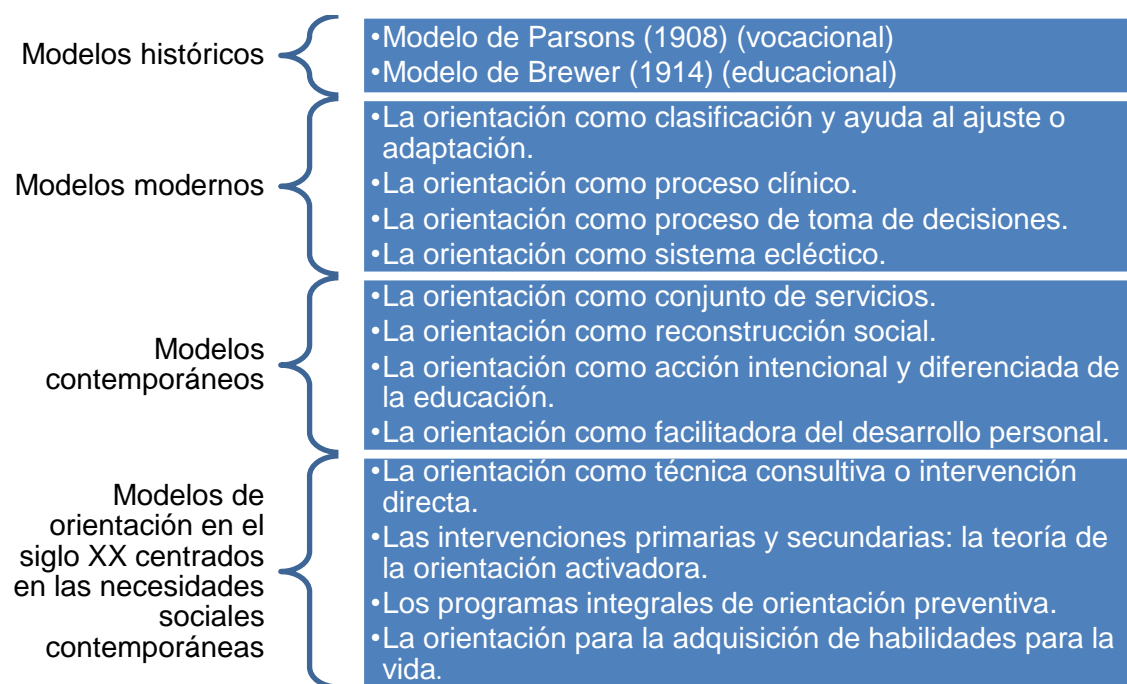 Modelos históricos
•Modelo de Parsons (1908) (vocacional)
•Modelo de Brewer (1914) (educacional)
Modelos modernos
•La orientación como clasificación y ayuda al ajuste o
adaptación.
•La orientación como proceso clínico.
•La orientación como proceso de toma de decisiones.
•La orientación como sistema ecléctico.
Modelos
contemporáneos
•La orientación como conjunto de servicios.
•La orientación como reconstrucción social.
•La orientación como acción intencional y diferenciada de
la educación.
•La orientación como facilitadora del desarrollo personal.
Modelos de
orientación en el
siglo XX centrados
en las necesidades
sociales
contemporáneas
•La orientación como técnica consultiva o intervención
directa.
•Las intervenciones primarias y secundarias: la teoría de
la orientación activadora.
•Los programas integrales de orientación preventiva.
•La orientación para la adquisición de habilidades para la
vida.